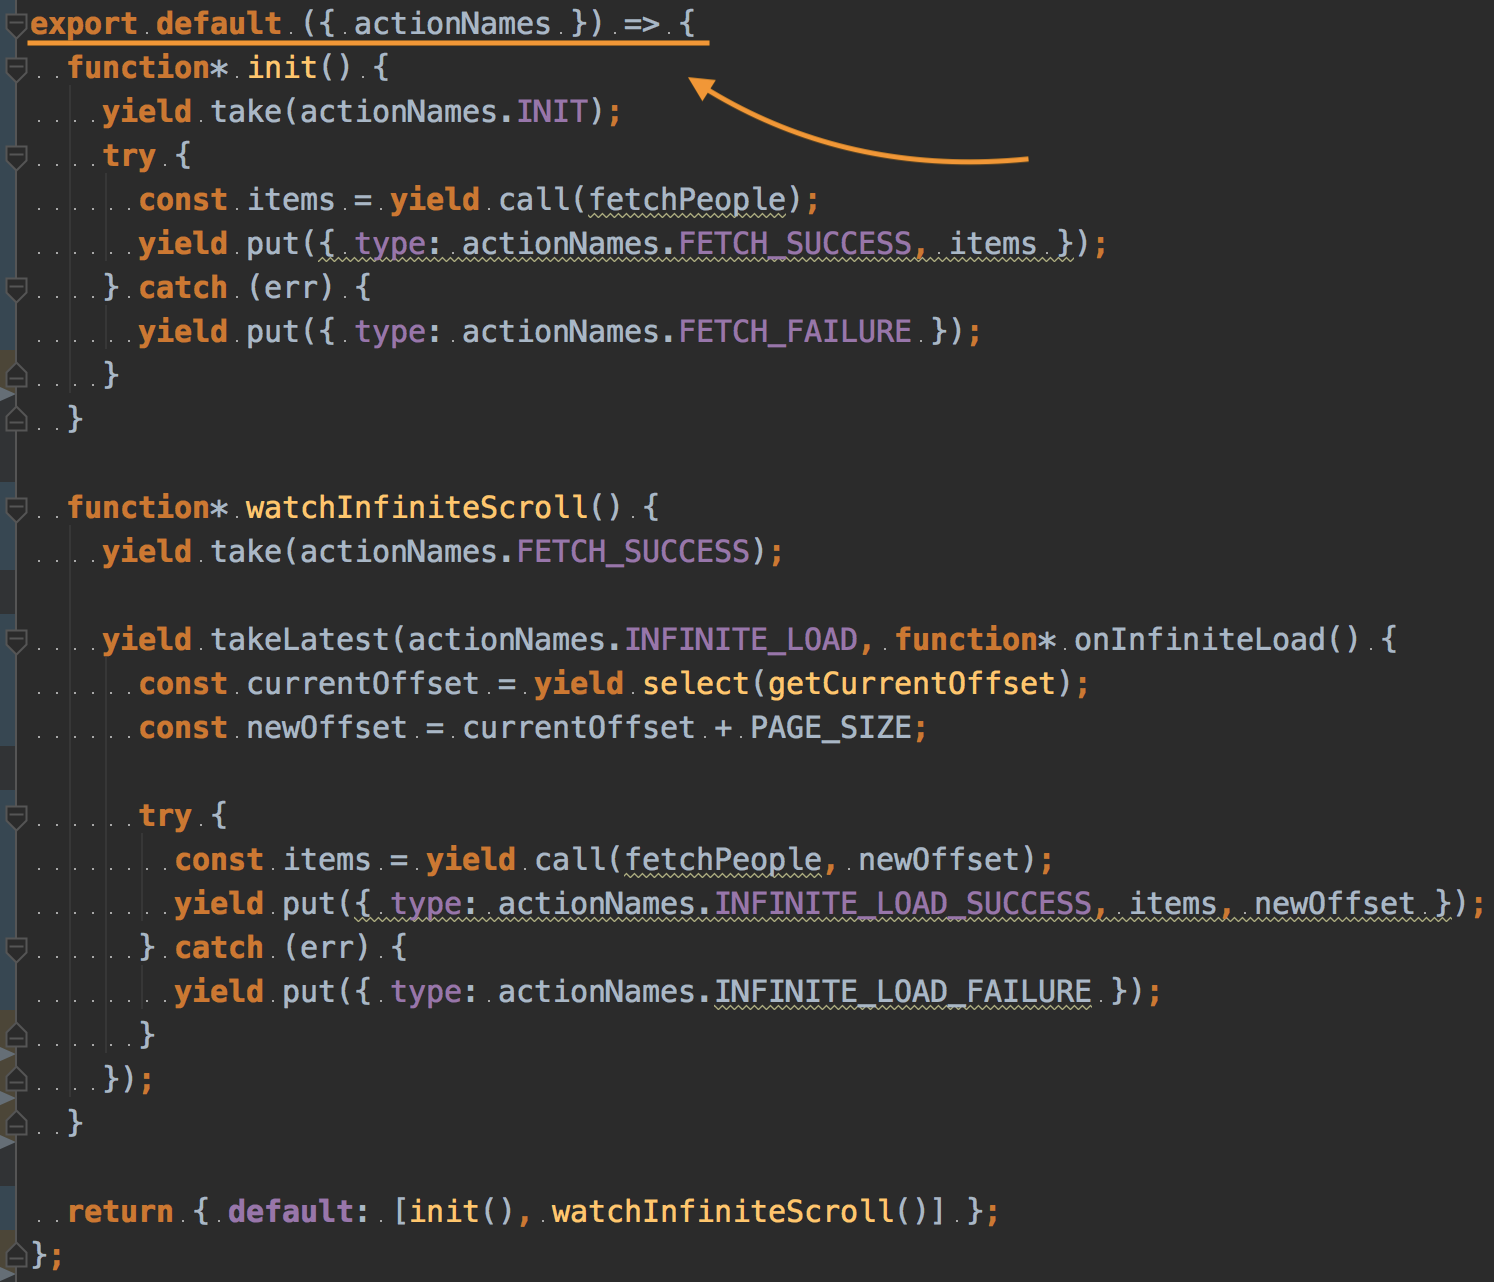 export default ({ actionNames }) => {
  function* init() {
    yield take(actionNames.INIT);
    try {
      const items = yield call(fetchPeople);
      yield put({ type: actionNames.FETCH_SUCCESS, items });
    } catch (err) {
      yield put({ type: actionNames.FETCH_FAILURE });
    }
  }

  function* watchInfiniteScroll() {
    yield take(actionNames.FETCH_SUCCESS);

    yield takeLatest(actionNames.INFINITE_LOAD, function* onInfiniteLoad() {
      const currentOffset = yield select(getCurrentOffset);
      const newOffset = currentOffset + PAGE_SIZE;

      try {
        const items = yield call(fetchPeople, newOffset);
        yield put({ type: actionNames.INFINITE_LOAD_SUCCESS, items, newOffset });
      } catch (err) {
        yield put({ type: actionNames.INFINITE_LOAD_FAILURE });
      }
    });
  }

  return { default: [init(), watchInfiniteScroll()] };
};